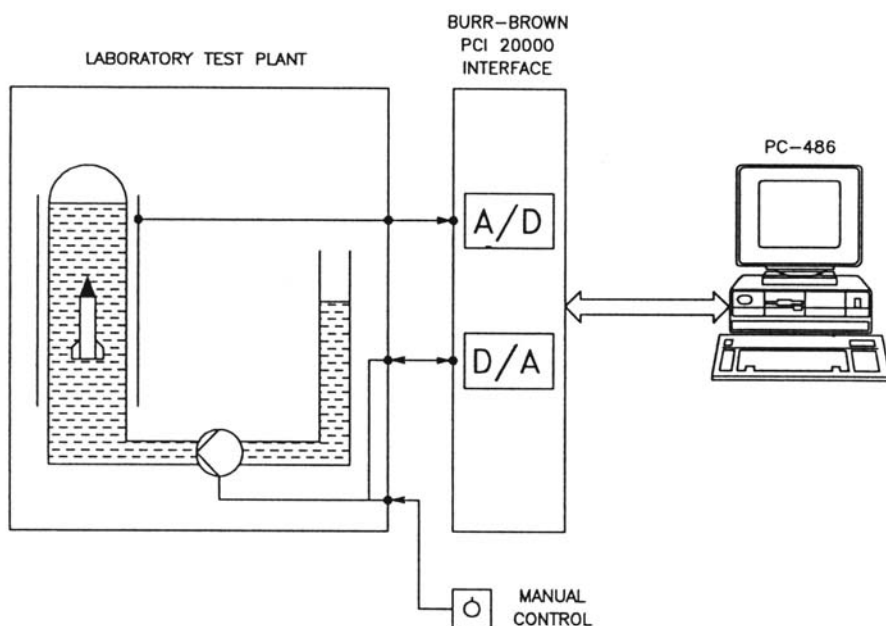 BURR-BROWN
PCI 20000
INTERFACE
LABORATORY TEST PLANT
PC-486
A/D
D/A
MANUAL
CONTROL